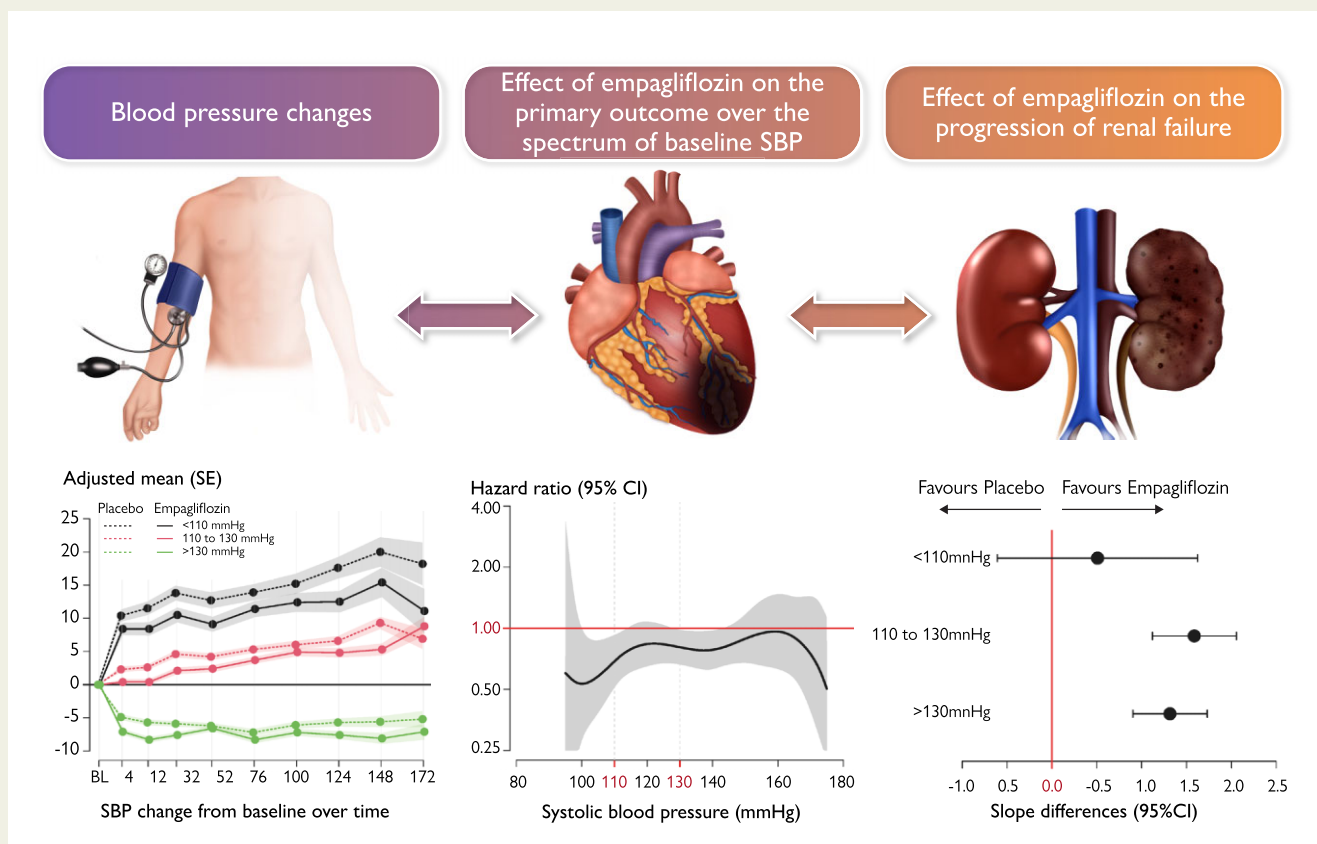 Blood pressure changes
Effect of empagliflozin on the
primary outcome over the
spectrum of baseline SBP
Effect of empagliflozin on the
progression of renal failure
Adjusted mean (SE)
Placebo Empagliflozin
<110 mmHg
110 to 130 mmHg
>130 mmHg
25
20
15
10
5
0
-5
-10
BL 4 12 32 52 76 100 124 148 172
SBP change from baseline over time
Hazard ratio (95% CI)
4.00
2.00
1.00
0.50
0.25
80 100 110 120 130 140 160 180
Systolic blood pressure (mmHg)
Favours Placebo Favours Empagliflozin
<110mnHg
110 to 130mnHg
>130mnHg
-1.0 0.5 0.0 -0.5 1.0 1.5 2.0 2.5
Slope differences (95%CI)